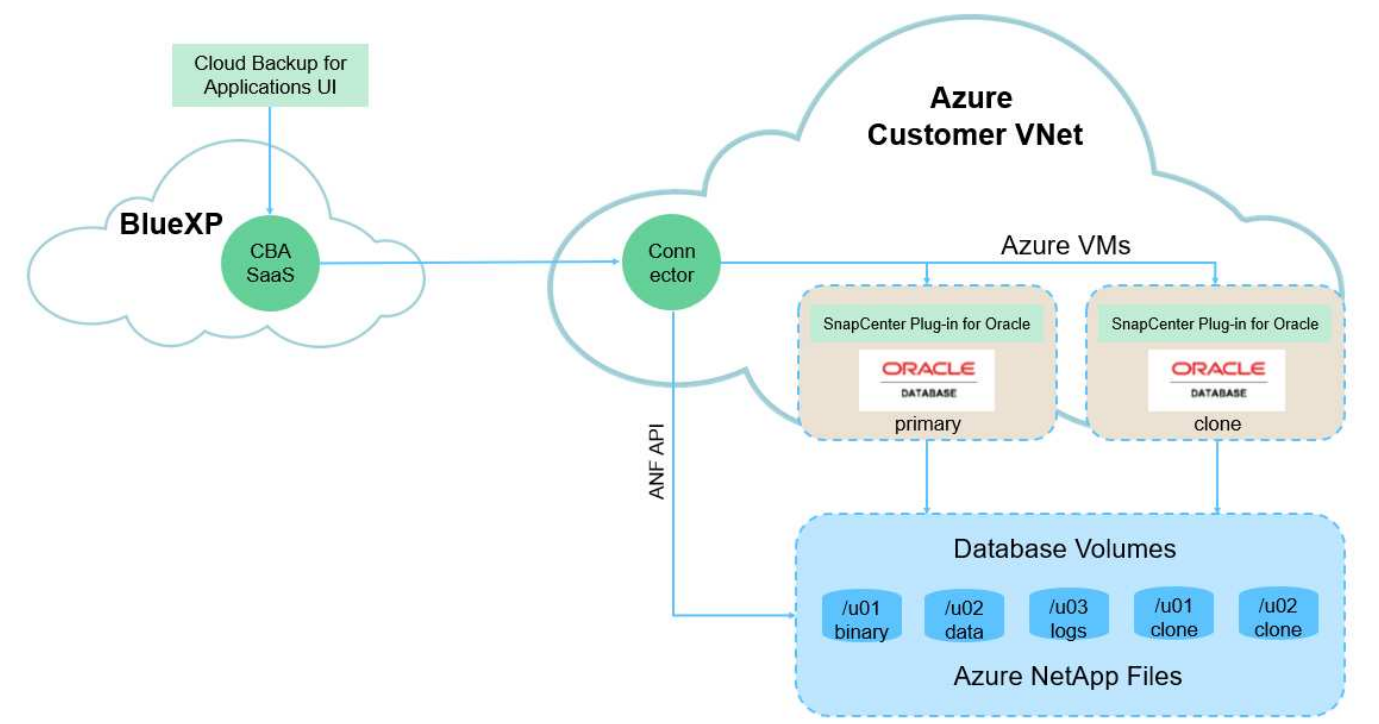 Cloud Backup for
Applications UI
BlueXP
CBA
SaaS
Azure
Customer VNet
Conn
ector
Azure VMs
SnapCenter Plug-in for Oracle
ORACLE
DATABASE
primary
SnapCenter Plug-in for Oracle
ORACLE
DATABASE
clone
ANF API
Database Volumes
/u01
binary
/u02
data
/u03
logs
/u01
clone
/u02
clone
Azure NetApp Files